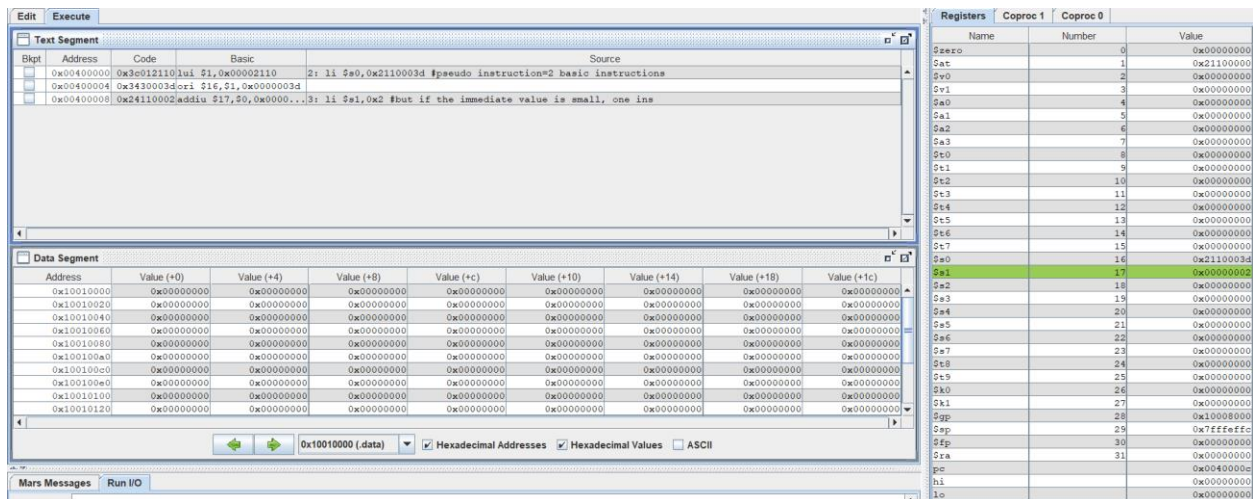 Edit Execute
Text Segment
Bkpt Address Code Basic Source
0x00400000 0x3c012110 lui $1,0x00002110 2: li $s0,0x2110003d #pseudo instruction=2 basic instructions
0x00400004 0x3430003d ori $16,$1,0x0000003d
0x00400008 0x24110002 addiu $17,$0,0x0000... 3: li $s1,0x2 #but if the immediate value is small, one ins
Data Segment
Address Value (+0) Value (+4) Value (+8) Value (+c) Value (+10) Value (+14) Value (+18) Value (+1c)
0x10010000 0x00000000 0x00000000 0x00000000 0x00000000 0x00000000 0x00000000 0x00000000 0x00000000
0x10010020 0x00000000 0x00000000 0x00000000 0x00000000 0x00000000 0x00000000 0x00000000 0x00000000
0x10010040 0x00000000 0x00000000 0x00000000 0x00000000 0x00000000 0x00000000 0x00000000 0x00000000
0x10010060 0x00000000 0x00000000 0x00000000 0x00000000 0x00000000 0x00000000 0x00000000 0x00000000
0x10010080 0x00000000 0x00000000 0x00000000 0x00000000 0x00000000 0x00000000 0x00000000 0x00000000
0x100100a0 0x00000000 0x00000000 0x00000000 0x00000000 0x00000000 0x00000000 0x00000000 0x00000000
0x100100c0 0x00000000 0x00000000 0x00000000 0x00000000 0x00000000 0x00000000 0x00000000 0x00000000
0x100100e0 0x00000000 0x00000000 0x00000000 0x00000000 0x00000000 0x00000000 0x00000000 0x00000000
0x10010100 0x00000000 0x00000000 0x00000000 0x00000000 0x00000000 0x00000000 0x00000000 0x00000000
0x10010120 0x00000000 0x00000000 0x00000000 0x00000000 0x00000000 0x00000000 0x00000000 0x00000000
0x10010000 (.data) Hexadecimal Addresses Hexadecimal Values ASCII
Mars Messages Run I/O
Registers Coproc 1 Coproc 0
Name Number Value
$zero 0 0x00000000
$at 1 0x21100000
$v0 2 0x00000000
$v1 3 0x00000000
$a0 4 0x00000000
$a1 5 0x00000000
$a2 6 0x00000000
$a3 7 0x00000000
$t0 8 0x00000000
$t1 9 0x00000000
$t2 10 0x00000000
$t3 11 0x00000000
$t4 12 0x00000000
$t5 13 0x00000000
$t6 14 0x00000000
$t7 15 0x00000000
$s0 16 0x2110003d
$s1 17 0x00000002
$s2 18 0x00000000
$s3 19 0x00000000
$s4 20 0x00000000
$s5 21 0x00000000
$s6 22 0x00000000
$s7 23 0x00000000
$t8 24 0x00000000
$t9 25 0x00000000
$k0 26 0x00000000
$k1 27 0x00000000
$gp 28 0x10008000
$sp 29 0x7fffeffc
$fp 30 0x00000000
$ra 31 0x00000000
pc 0x0040000c
hi 0x00000000
lo 0x00000000